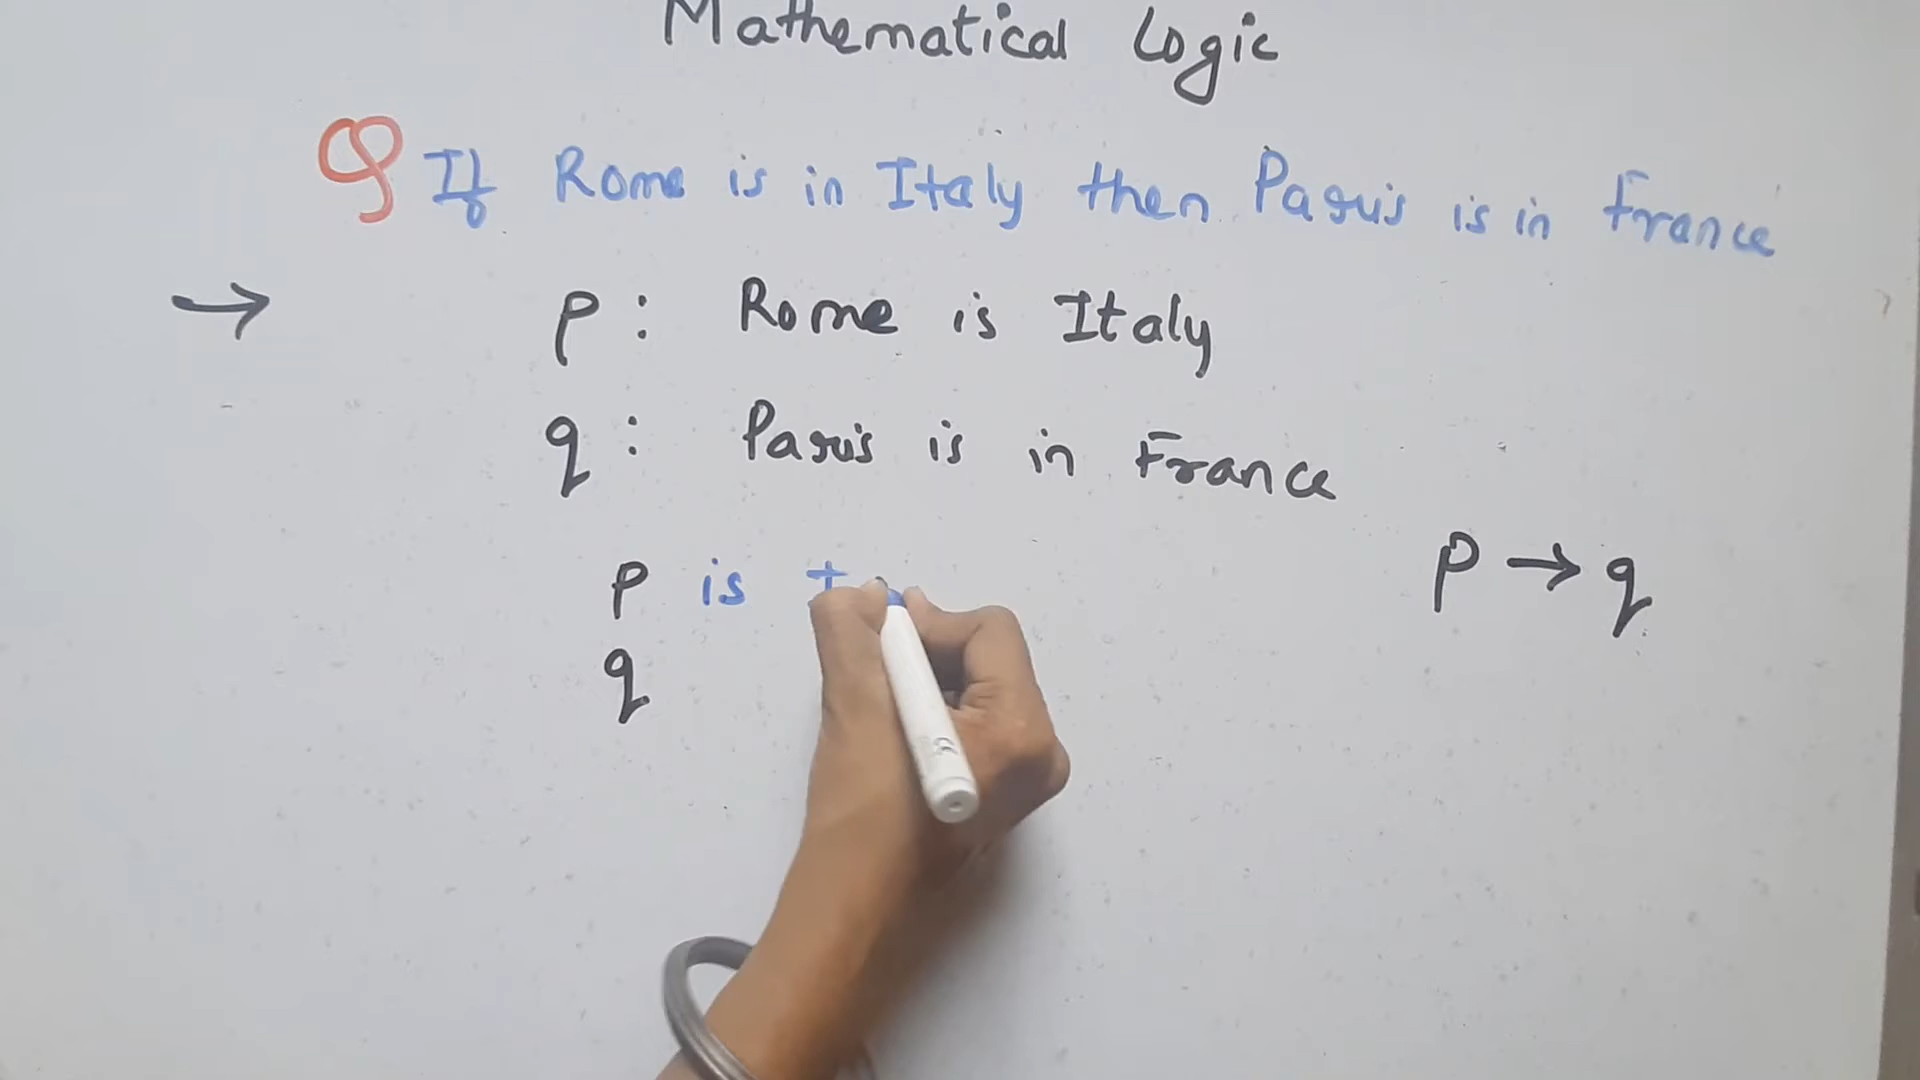 Mathematical Logic
Q If Rome is in Italy then Paris is in France
→ p : Rome is Italy
q : Paris is in France
p is
p → q
q